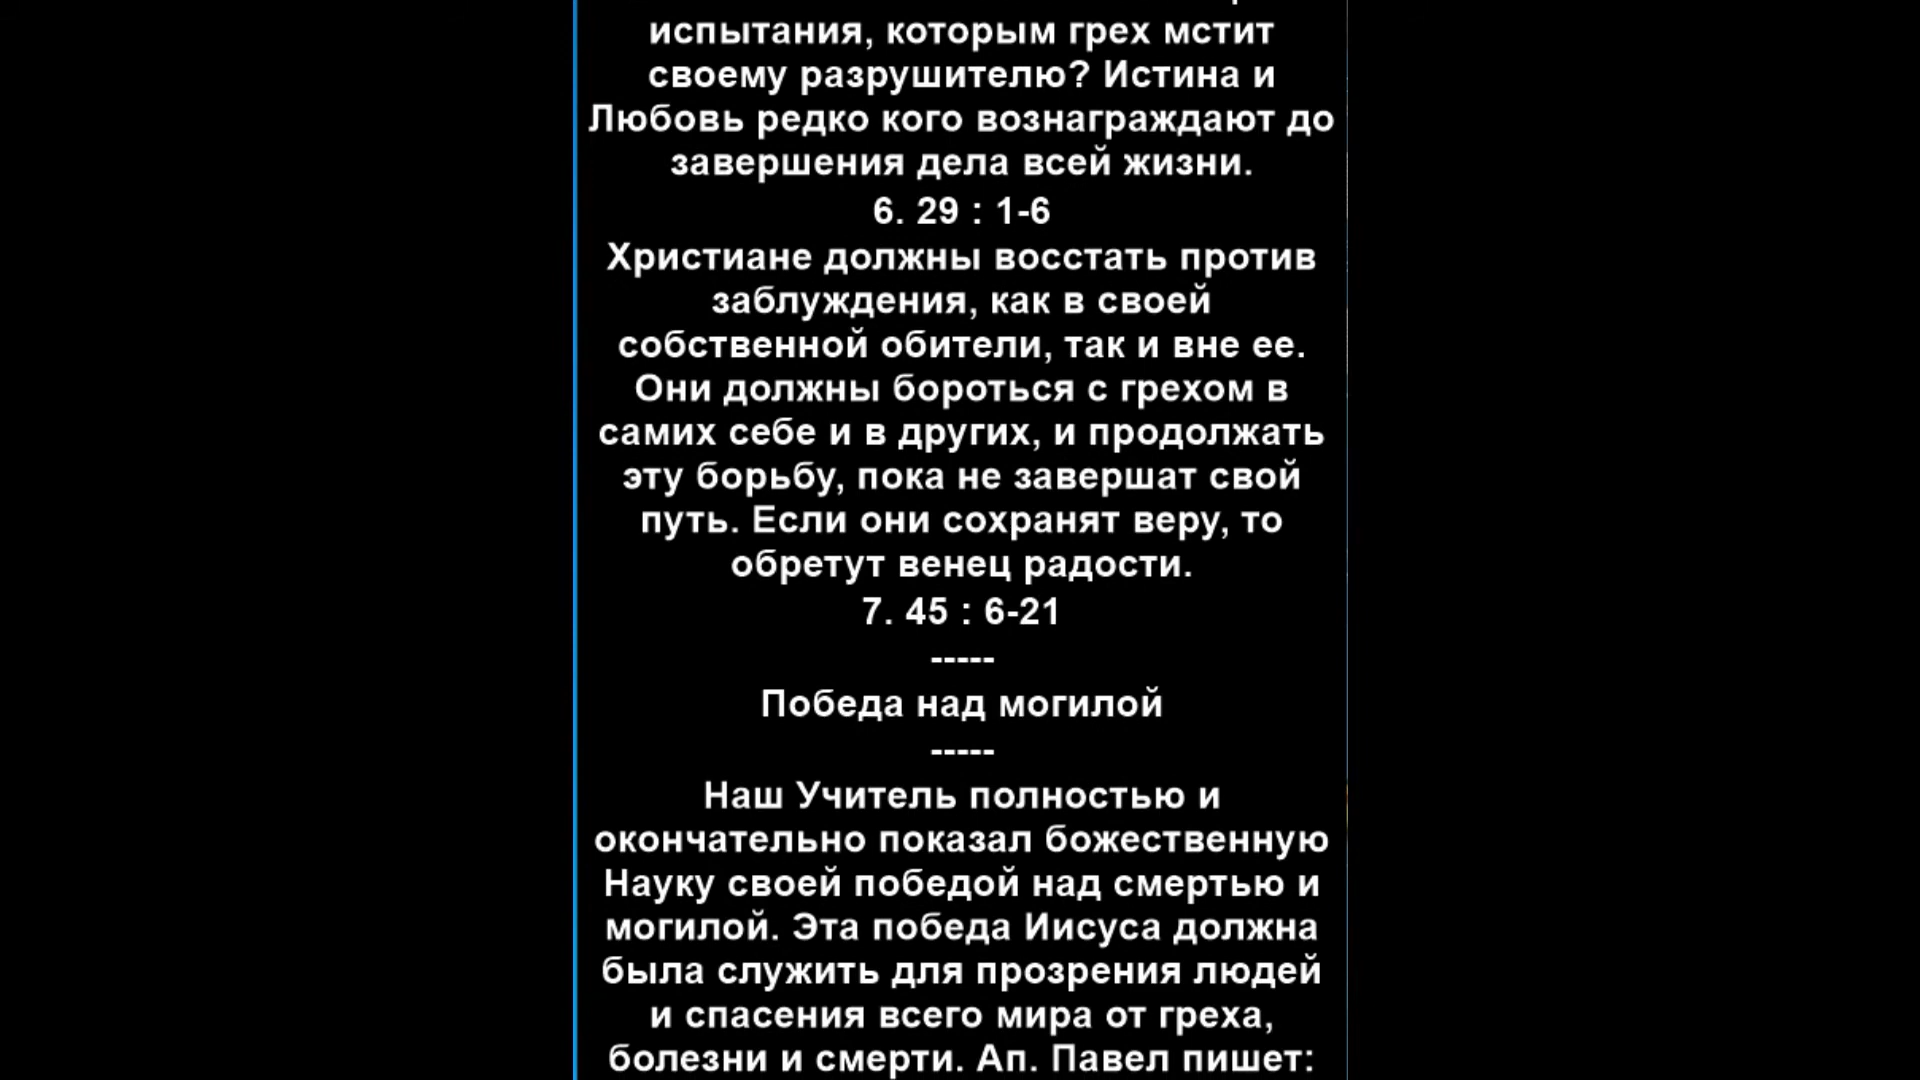 испытания, которым грех мстит
своему разрушителю? Истина и
Любовь редко кого вознаграждают до
завершения дела всей жизни.
6. 29 : 1-6
Христиане должны восстать против
заблуждения, как в своей
собственной обители, так и вне ее.
Они должны бороться с грехом в
самих себе и в других, и продолжать
эту борьбу, пока не завершат свой
путь. Если они сохранят веру, то
обретут венец радости.
7. 45 : 6-21
-----
Победа над могилой
-----
Наш Учитель полностью и
окончательно показал божественную
Науку своей победой над смертью и
могилой. Эта победа Иисуса должна
была служить для прозрения людей
и спасения всего мира от греха,
болезни и смерти. Ап. Павел пишет: